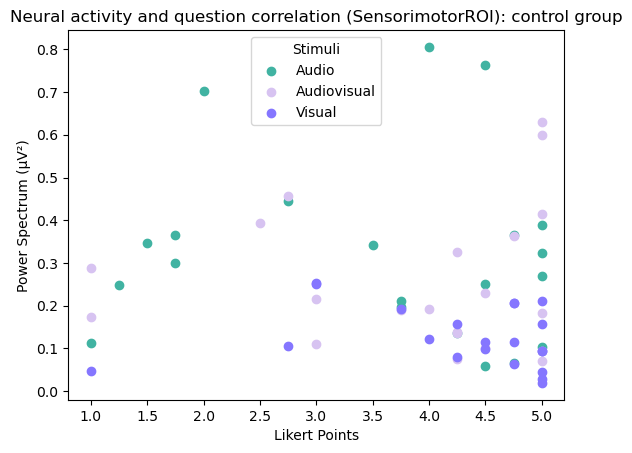 Neural activity and question correlation (SensorimotorROI): control group
Stimuli
Audio
Audiovisual
Visual
Power Spectrum (μV²)
0.8
0.7
0.6
0.5
0.4
0.3
0.2
0.1
0.0
1.0 1.5 2.0 2.5 3.0 3.5 4.0 4.5 5.0
Likert Points